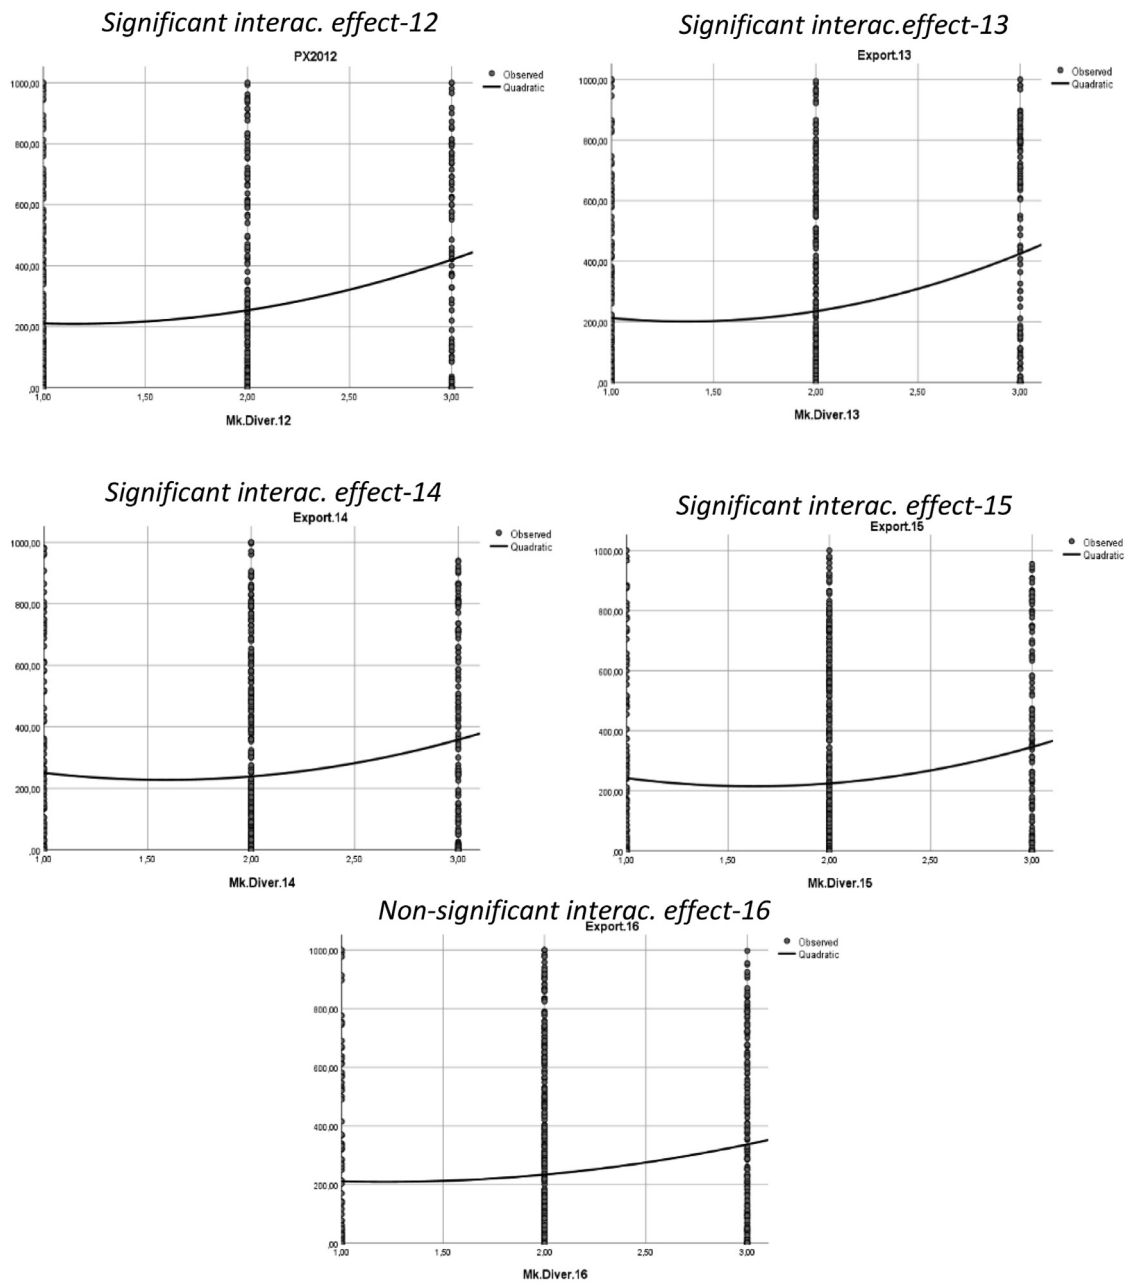 Significant interac. effect-12
PX2012
Observed
Quadratic
1000,00
800,00
600,00
400,00
200,00
,00
1,00 1,50 2,00 2,50 3,00
Mk.Diver.12
Significant interac.effect-13
Export.13
Observed
Quadratic
1000,00
800,00
600,00
400,00
200,00
,00
1,00 1,50 2,00 2,50 3,00
Mk.Diver.13
Significant interac. effect-14
Export.14
Observed
Quadratic
1000,00
800,00
600,00
400,00
200,00
,00
1,00 1,50 2,00 2,50 3,00
Mk.Diver.14
Significant interac. effect-15
Export.15
Observed
Quadratic
1000,00
800,00
600,00
400,00
200,00
,00
1,00 1,50 2,00 2,50 3,00
Mk.Diver.15
Non-significant interac. effect-16
Export.16
Observed
Quadratic
1000,00
800,00
600,00
400,00
200,00
,00
1,00 1,50 2,00 2,50 3,00
Mk.Diver.16